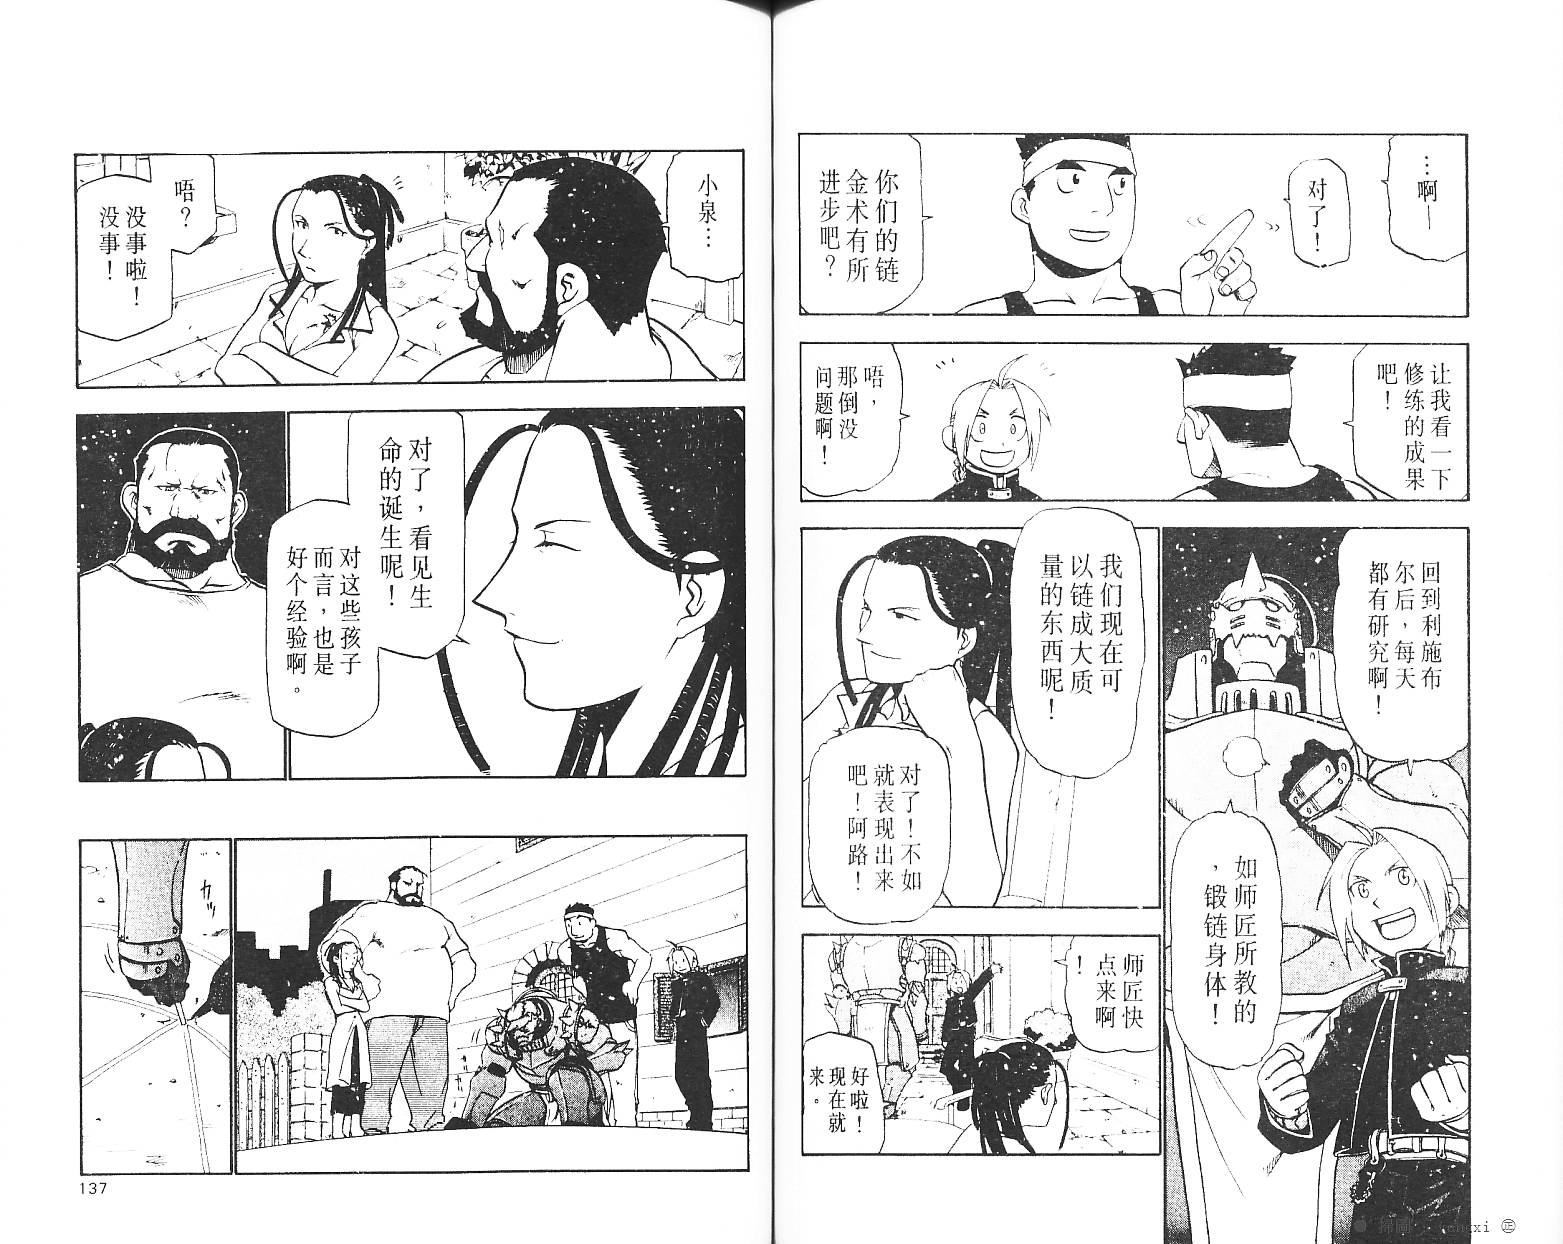 …啊——
对了！
你们的链
金术有所
进步吧？
让我看一下
修练的成果
吧！
唔，
那倒没
问题啊！
回到利施布
尔后，每天
都有研究啊！
如师匠所教的
，锻链身体！
我们现在可
以链成大质
量的东西呢！
对了！不如
就表现出来
吧！阿路！
师匠快
点来啊
！
好啦！
现在就
来。
小泉…
唔？
没事啦！
没事！
对了，看见生
命的诞生呢！
对这些孩子
而言，也是
好个经验啊。
カッ
137